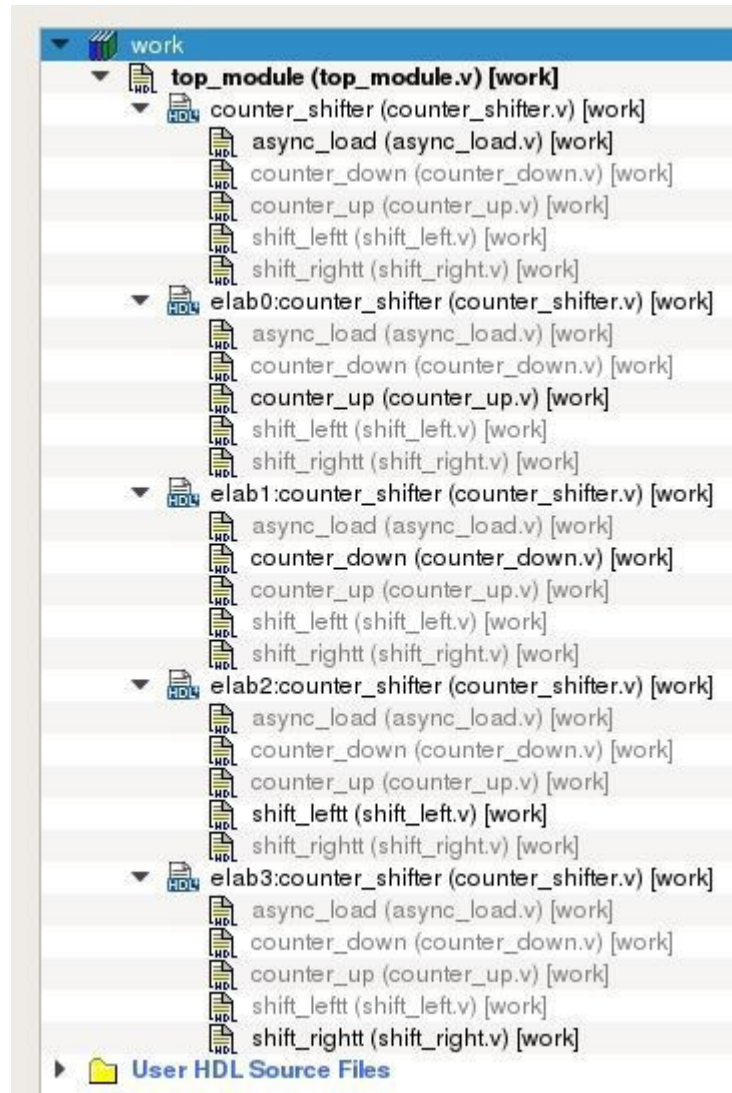 work
top_module (top_module.v) [work]
counter_shifter (counter_shifter.v) [work]
async_load (async_load.v) [work]
counter_down (counter_down.v) [work]
counter_up (counter_up.v) [work]
shift_leftt (shift_left.v) [work]
shift_rightt (shift_right.v) [work]
elab0:counter_shifter (counter_shifter.v) [work]
async_load (async_load.v) [work]
counter_down (counter_down.v) [work]
counter_up (counter_up.v) [work]
shift_leftt (shift_left.v) [work]
shift_rightt (shift_right.v) [work]
elab1:counter_shifter (counter_shifter.v) [work]
async_load (async_load.v) [work]
counter_down (counter_down.v) [work]
counter_up (counter_up.v) [work]
shift_leftt (shift_left.v) [work]
shift_rightt (shift_right.v) [work]
elab2:counter_shifter (counter_shifter.v) [work]
async_load (async_load.v) [work]
counter_down (counter_down.v) [work]
counter_up (counter_up.v) [work]
shift_leftt (shift_left.v) [work]
shift_rightt (shift_right.v) [work]
elab3:counter_shifter (counter_shifter.v) [work]
async_load (async_load.v) [work]
counter_down (counter_down.v) [work]
counter_up (counter_up.v) [work]
shift_leftt (shift_left.v) [work]
shift_rightt (shift_right.v) [work]
User HDL Source Files